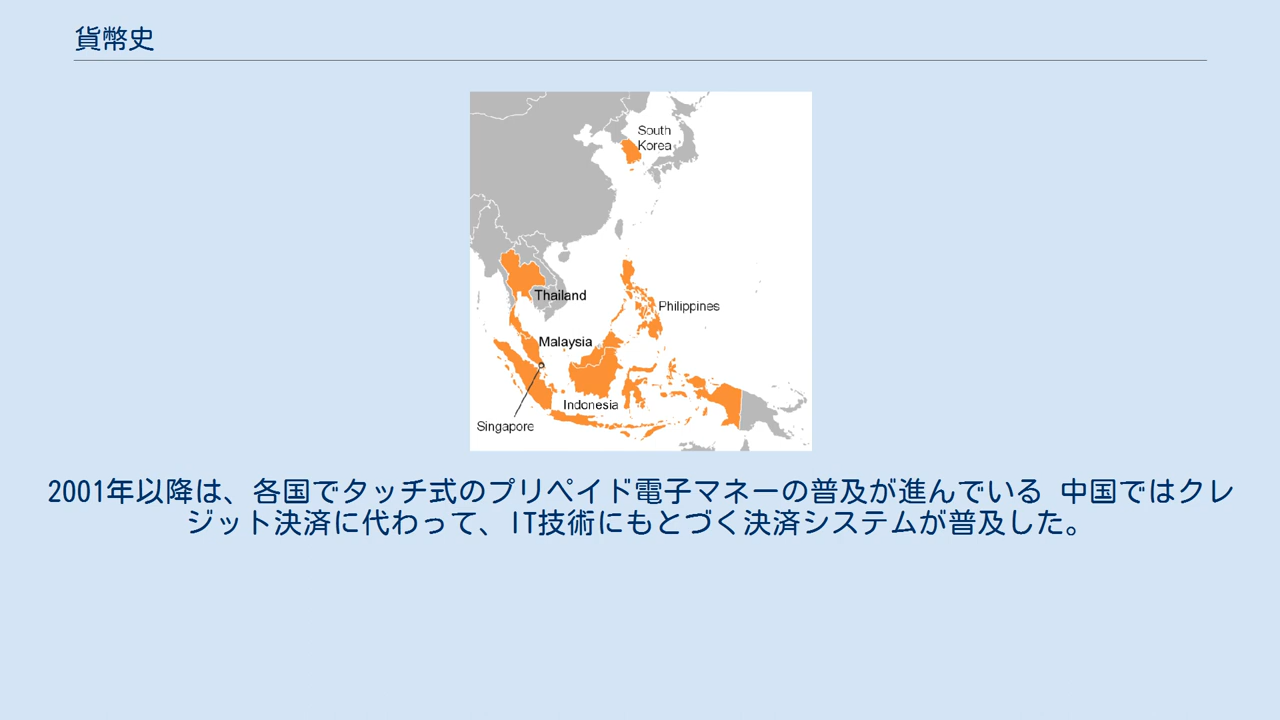 貨幣史
South
Korea
Thailand
Philippines
Malaysia
Indonesia
Singapore
2001年以降は、各国でタッチ式のプリペイド電子マネーの普及が進んでいる 中国ではクレ
ジット決済に代わって、IT技術にもとづく決済システムが普及した。